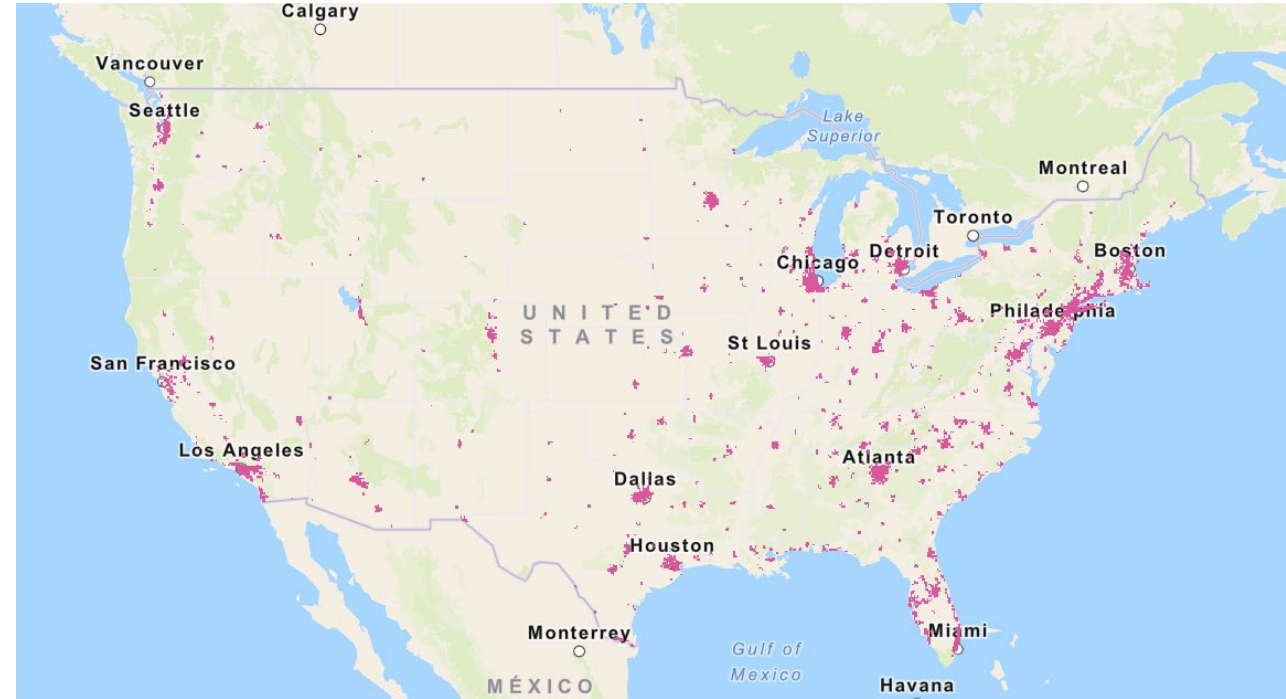 Calgary
Vancouver
Seattle
Lake
Superior
Montreal
Toronto
Boston
Detroit
Chicago
UNITED
STATES
Philadelphia
St Louis
San Francisco
Los Angeles
Atlanta
Dallas
Houston
Monterrey
Miami
Gulf of
Mexico
MÉXICO
Havana